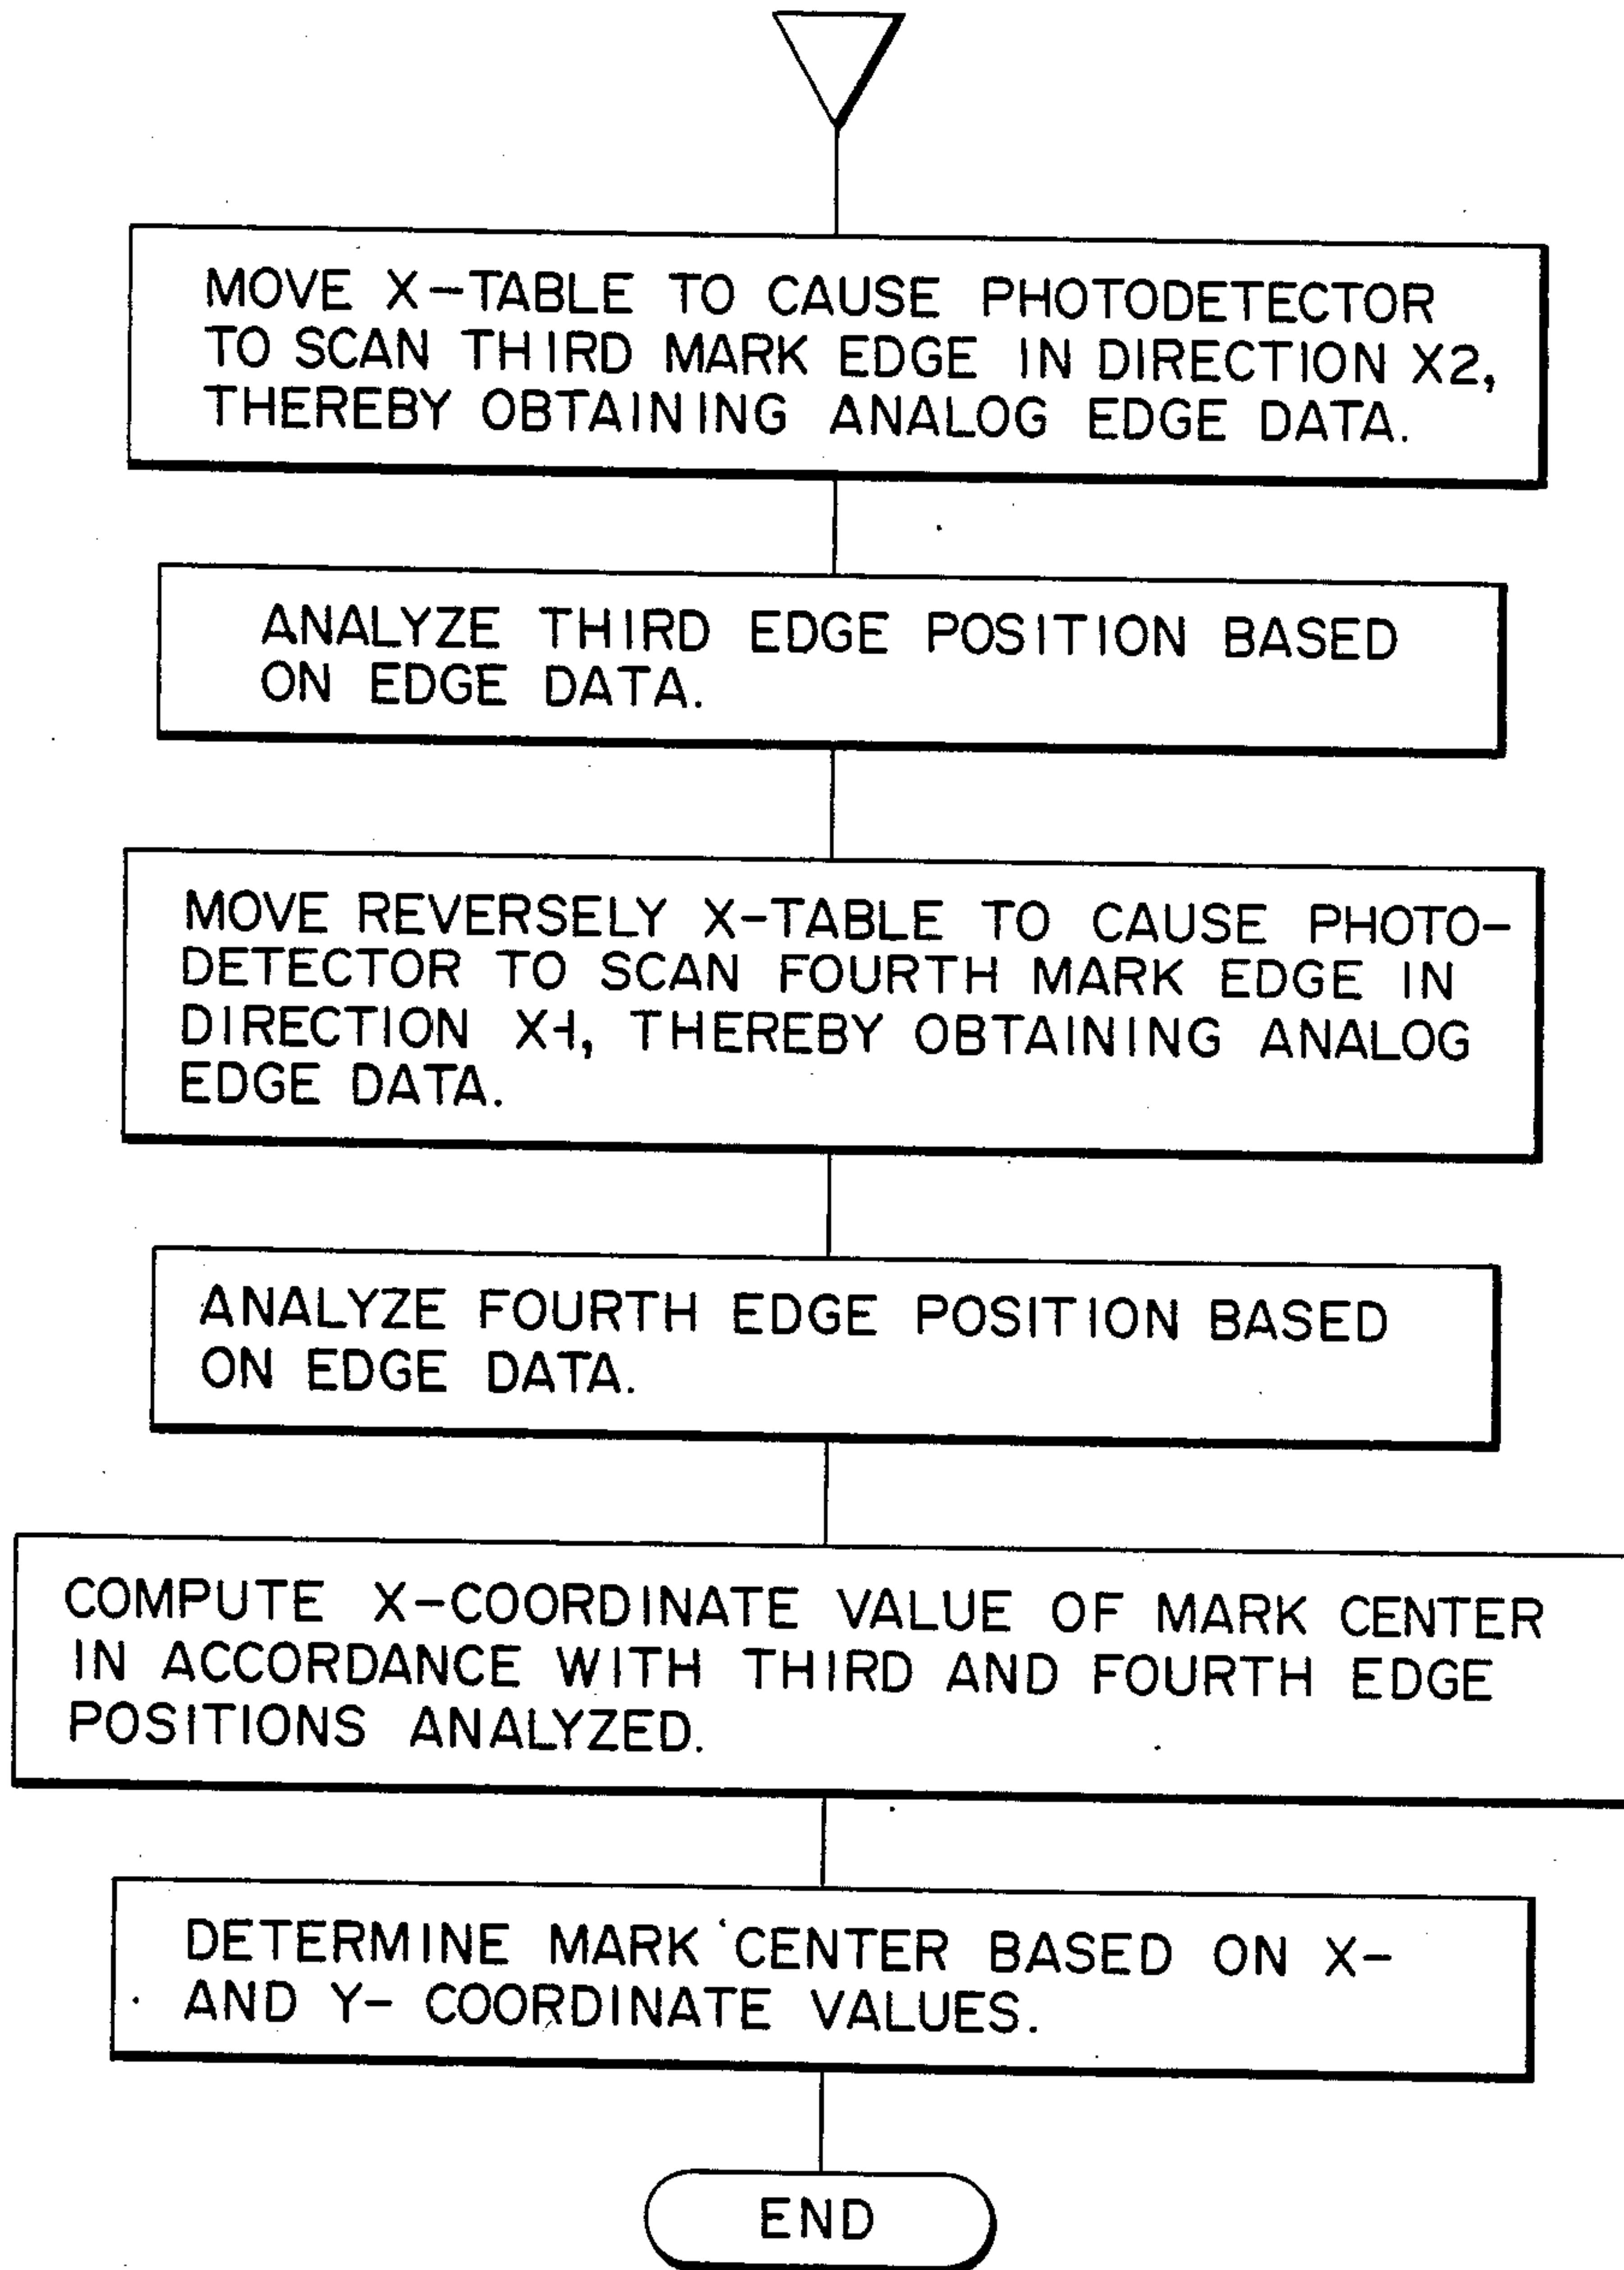 MOVE X-TABLE TO CAUSE PHOTODETECTOR
TO SCAN THIRD MARK EDGE IN DIRECTION X2,
THEREBY OBTAINING ANALOG EDGE DATA.
ANALYZE THIRD EDGE POSITION BASED
ON EDGE DATA.
MOVE REVERSELY X-TABLE TO CAUSE PHOTO-
DETECTOR TO SCAN FOURTH MARK EDGE IN
DIRECTION X1, THEREBY OBTAINING ANALOG
EDGE DATA.
ANALYZE FOURTH EDGE POSITION BASED
ON EDGE DATA.
COMPUTE X-COORDINATE VALUE OF MARK CENTER
IN ACCORDANCE WITH THIRD AND FOURTH EDGE
POSITIONS ANALYZED.
DETERMINE MARK CENTER BASED ON X-
AND Y- COORDINATE VALUES.
END